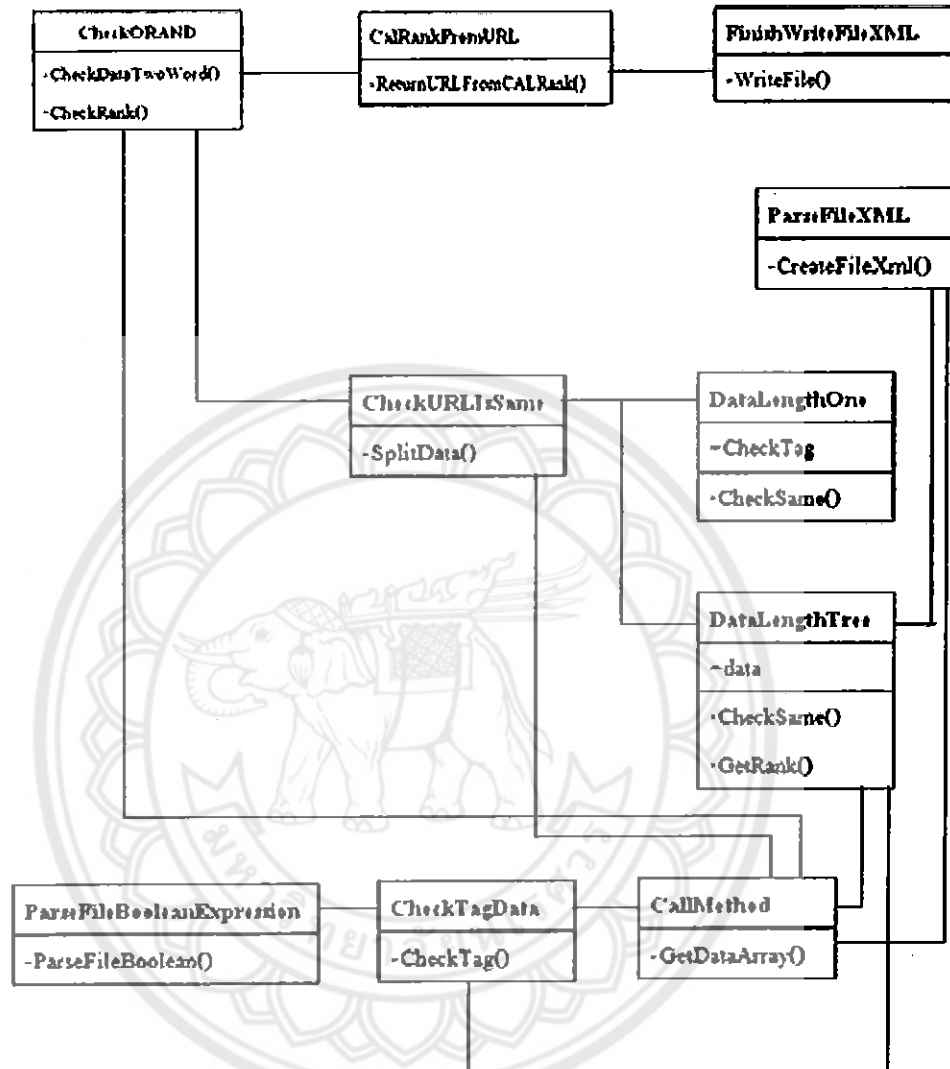 CheckORAND
-CheckDataTwoWord()
-CheckRank()
CalRankFromURL
-ReturnURLFromCALRank()
FinishWriteFileXML
-WriteFile()
ParseFileXML
-CreateFileXml()
CheckURLIsSame
-SplitData()
DataLengthOne
-CheckTag
-CheckSame()
DataLengthTree
-data
-CheckSame()
-GetRank()
ParseFileBooleanExpression
-ParseFileBoolean()
CheckTagData
-CheckTag()
CallMethod
-GetDataArray()